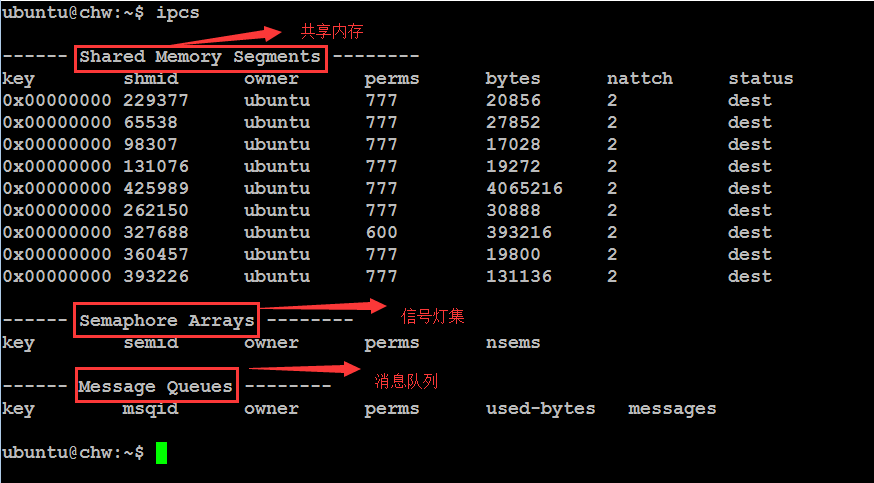 ubuntu@chw:~$ ipcs
共享内存
------ Shared Memory Segments --------
key shmid owner perms bytes nattch status
0x00000000 229377 ubuntu 777 20856 2 dest
0x00000000 65538 ubuntu 777 27852 2 dest
0x00000000 98307 ubuntu 777 17028 2 dest
0x00000000 131076 ubuntu 777 19272 2 dest
0x00000000 425989 ubuntu 777 4065216 2 dest
0x00000000 262150 ubuntu 777 30888 2 dest
0x00000000 327688 ubuntu 600 393216 2 dest
0x00000000 360457 ubuntu 777 19800 2 dest
0x00000000 393226 ubuntu 777 131136 2 dest
------ Semaphore Arrays -------- 信号灯集
key semid owner perms nsems
------ Message Queues -------- 消息队列
key msqid owner perms used-bytes messages
ubuntu@chw:~$